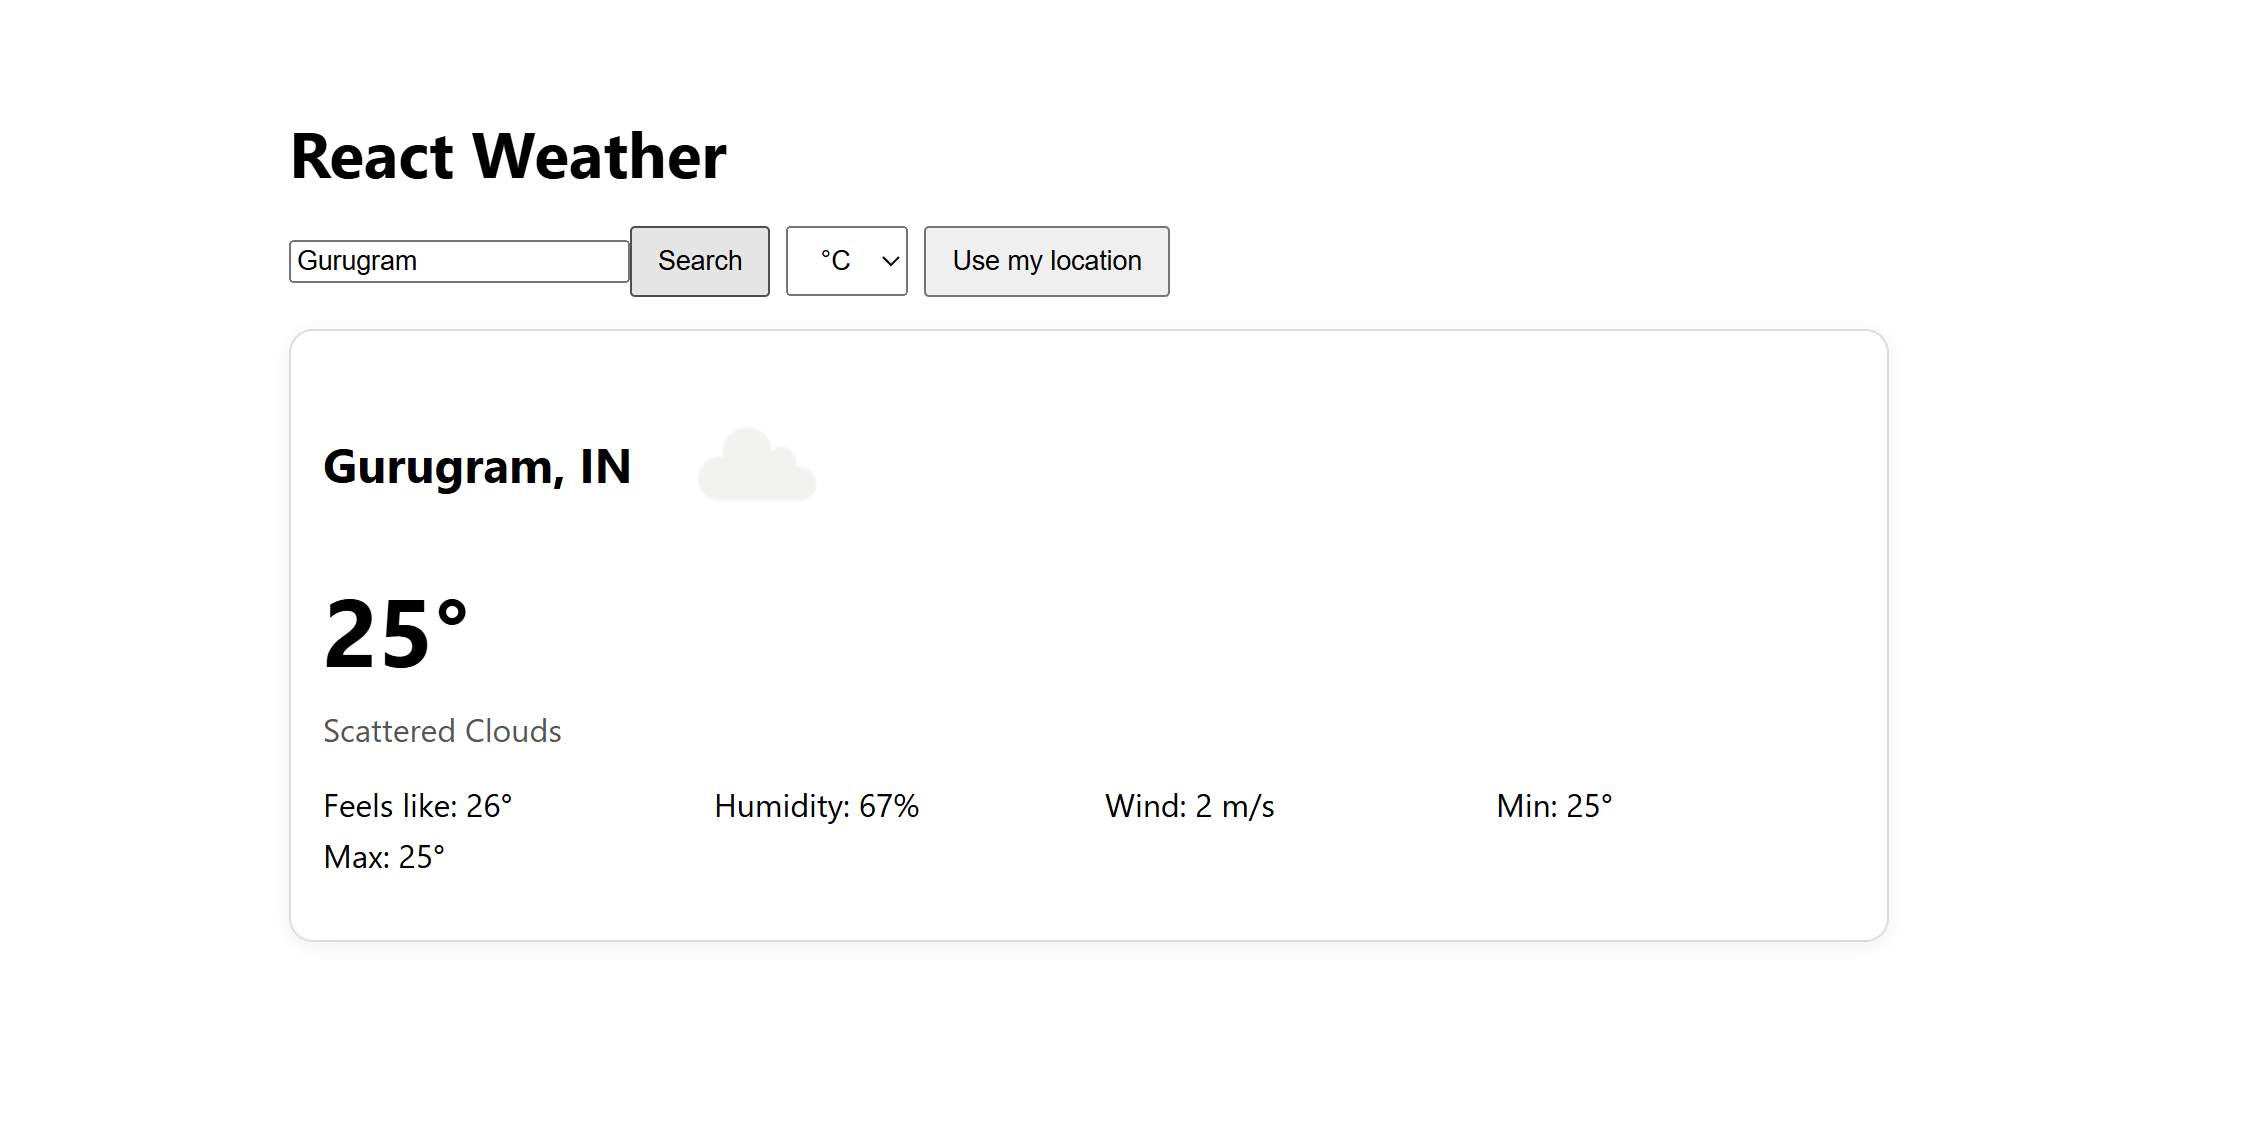 React Weather
Gurugram Search °C Use my location
Gurugram, IN
25°
Scattered Clouds
Feels like: 26° Humidity: 67% Wind: 2 m/s Min: 25°
Max: 25°